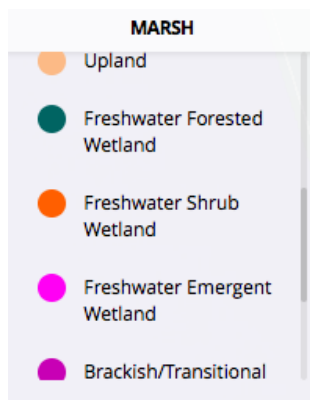 MARSH
Upland
Freshwater Forested
Wetland
Freshwater Shrub
Wetland
Freshwater Emergent
Wetland
Brackish/Transitional